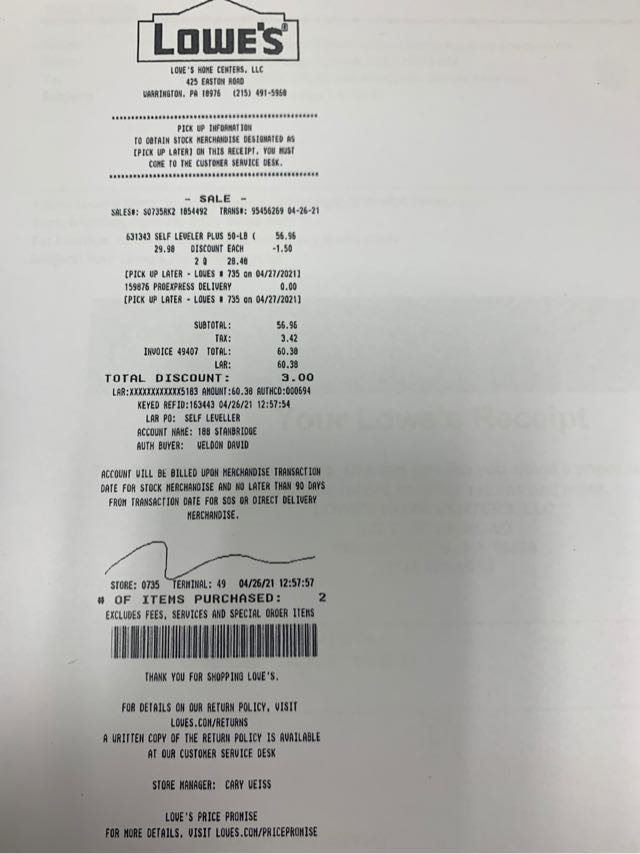 LOWE'S®
LOWE'S HOME CENTERS, LLC
425 EASTON ROAD
WARRINGTON, PA 18976 (215) 491-5968
PICK UP INFORMATION
TO OBTAIN STOCK MERCHANDISE DESIGNATED AS
[PICK UP LATER] ON THIS RECEIPT, YOU MUST
COME TO THE CUSTOMER SERVICE DESK.
- SALE -
SALES#: S0735RK2 1854492 TRANS#: 95456269 04-26-21
631343 SELF LEVELER PLUS 50-LB ( 56.96
29.98 DISCOUNT EACH -1.50
2 @ 28.48
[PICK UP LATER - LOWES # 735 on 04/27/2021]
159876 PROEXPRESS DELIVERY 0.00
[PICK UP LATER - LOWES # 735 on 04/27/2021]
SUBTOTAL: 56.96
TAX: 3.42
INVOICE 49407 TOTAL: 60.38
LAR: 60.38
TOTAL DISCOUNT: 3.00
LAR:XXXXXXXXXXXX5183 AMOUNT:60.38 AUTHCD:000694
KEYED REFID:163443 04/26/21 12:57:54
LAR PO: SELF LEVELLER
ACCOUNT NAME: 188 STANBRIDGE
AUTH BUYER: WELDON DAVID
ACCOUNT WILL BE BILLED UPON MERCHANDISE TRANSACTION
DATE FOR STOCK MERCHANDISE AND NO LATER THAN 90 DAYS
FROM TRANSACTION DATE FOR SOS OR DIRECT DELIVERY
MERCHANDISE.
STORE: 0735 TERMINAL: 49 04/26/21 12:57:57
# OF ITEMS PURCHASED: 2
EXCLUDES FEES, SERVICES AND SPECIAL ORDER ITEMS
THANK YOU FOR SHOPPING LOWE'S.
FOR DETAILS ON OUR RETURN POLICY, VISIT
LOWES.COM/RETURNS
A WRITTEN COPY OF THE RETURN POLICY IS AVAILABLE
AT OUR CUSTOMER SERVICE DESK
STORE MANAGER: CARY WEISS
LOWE'S PRICE PROMISE
FOR MORE DETAILS, VISIT LOWES.COM/PRICEPROMISE
Your Lowe's Receipt